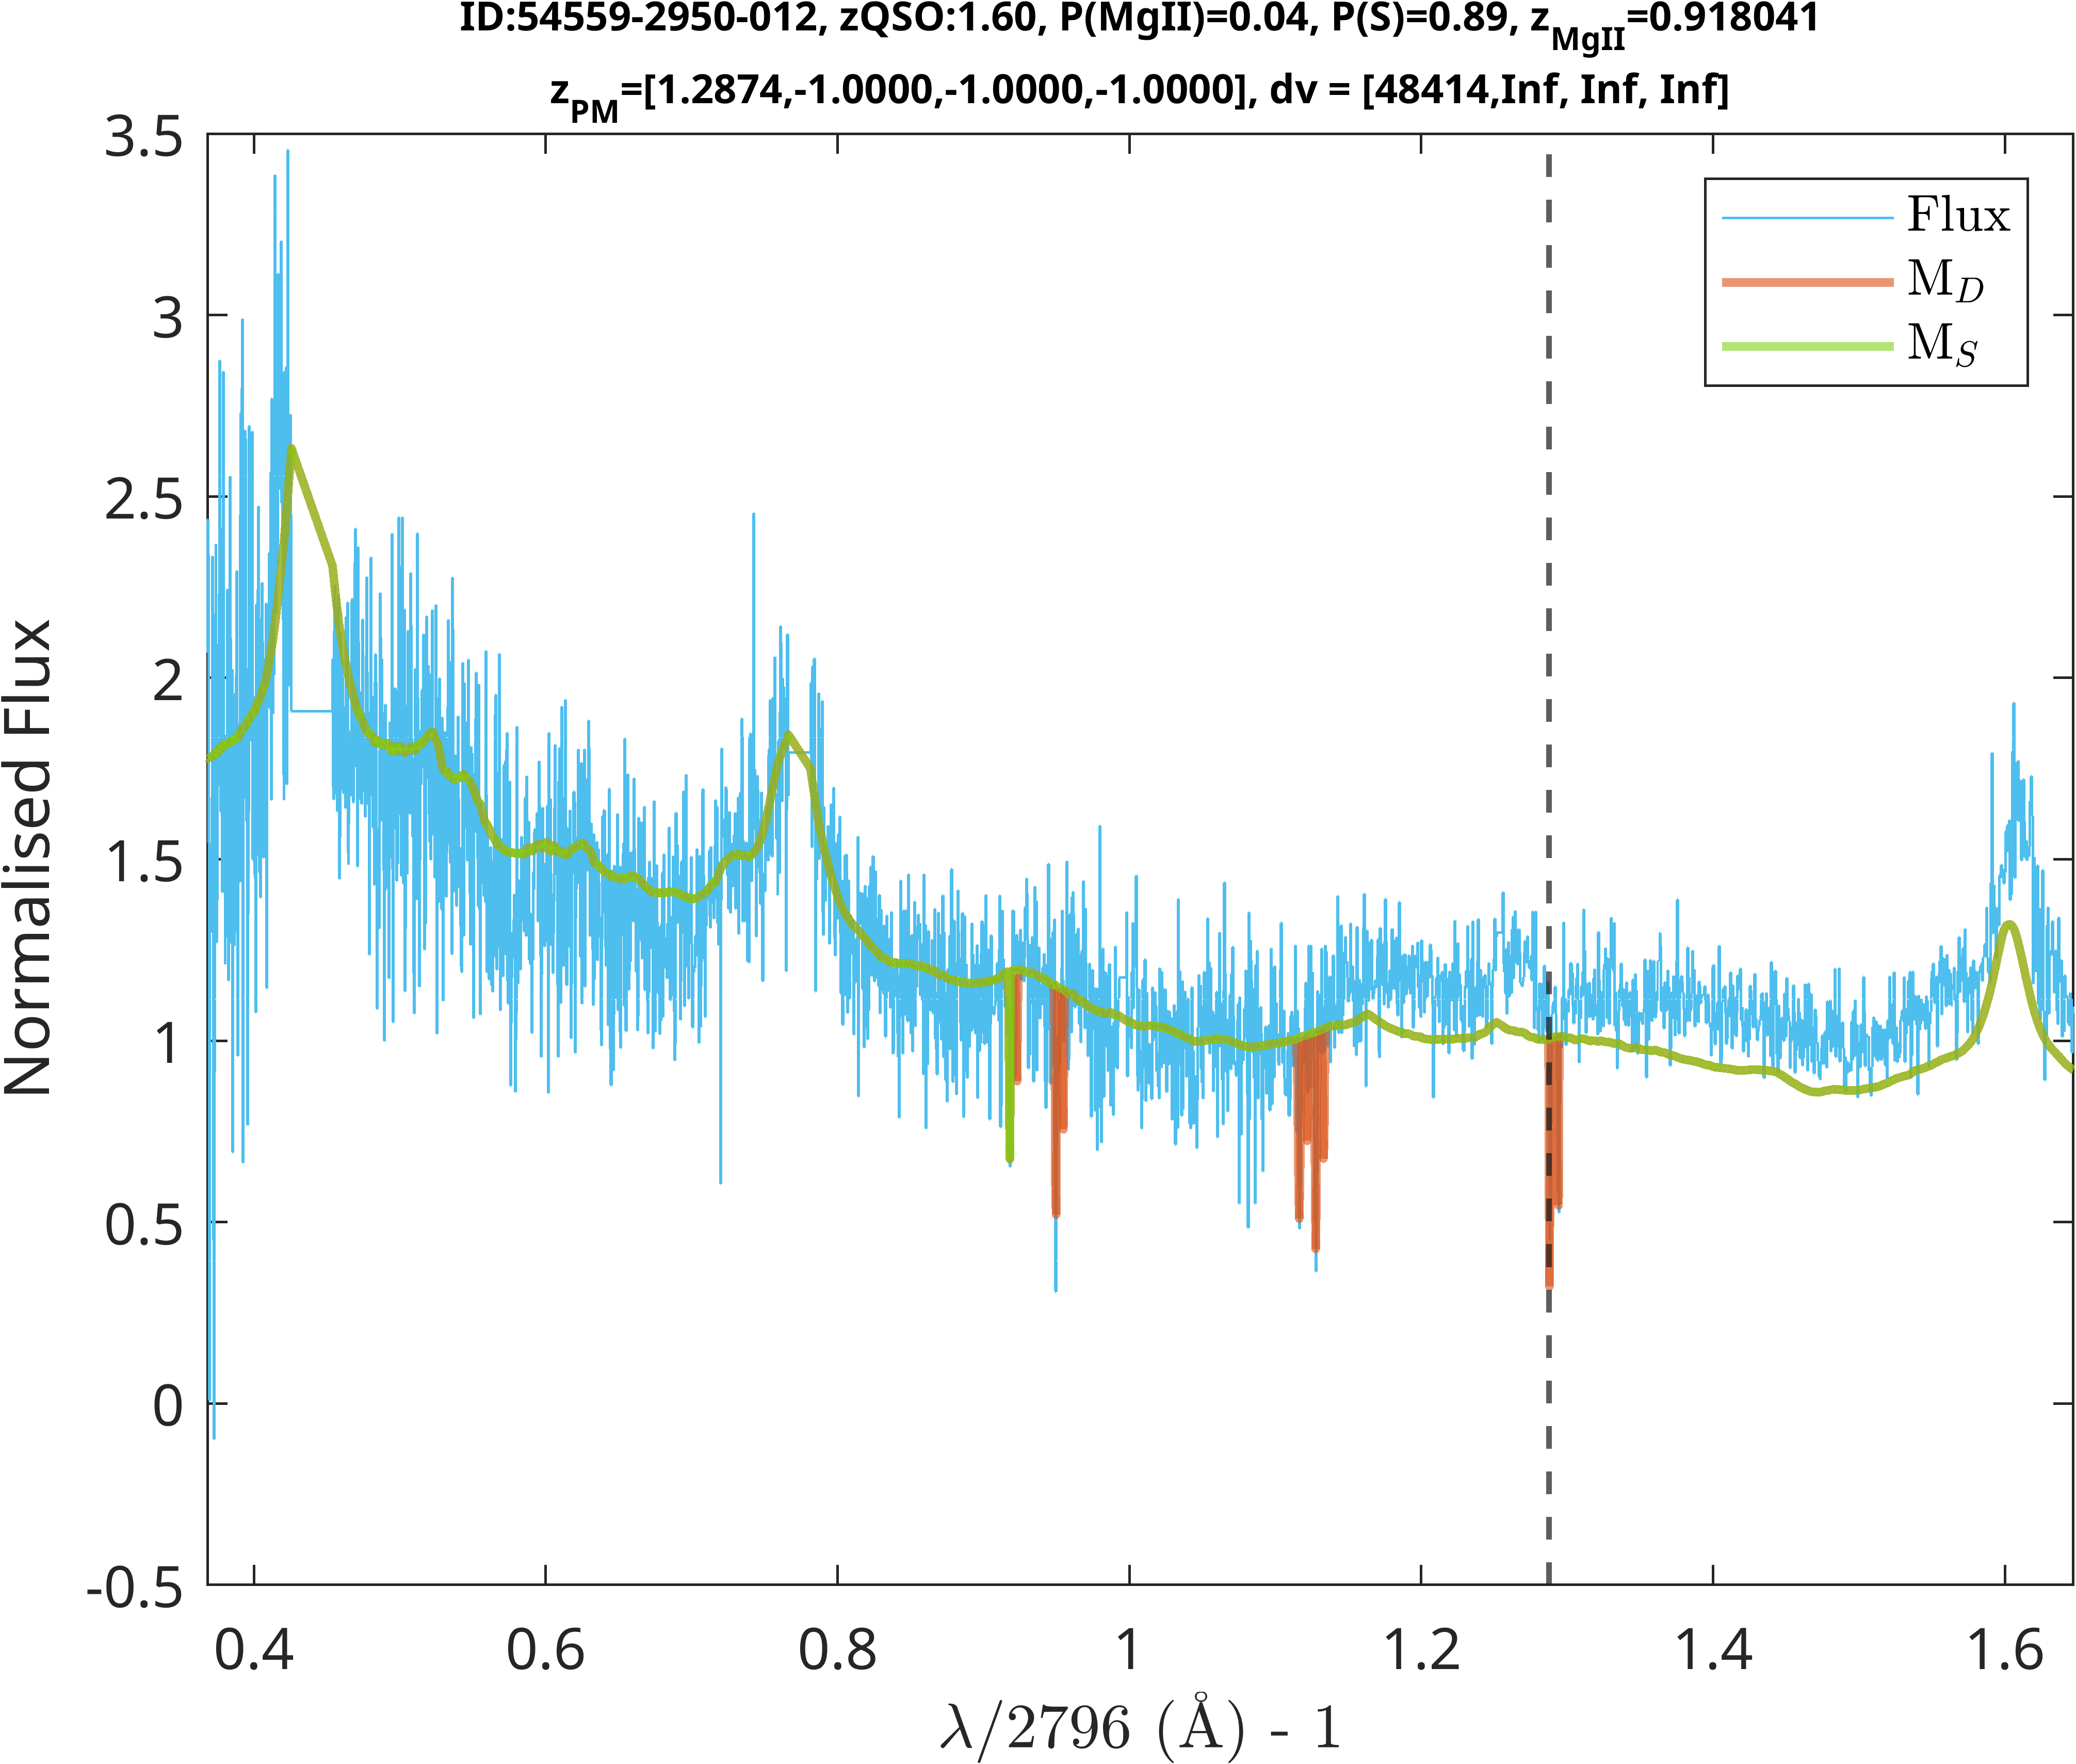 ID:54559-2950-012, zQSO:1.60, P(MgII)=0.04, P(S)=0.89, zMgII=0.918041
zPM=[1.2874,-1.0000,-1.0000,-1.0000], dv = [48414,Inf, Inf, Inf]
3.5
3
2.5
2
1.5
1
0.5
0
-0.5
Normalised Flux
Flux
MD
MS
0.4 0.6 0.8 1 1.2 1.4 1.6
λ/2796 (Å) - 1